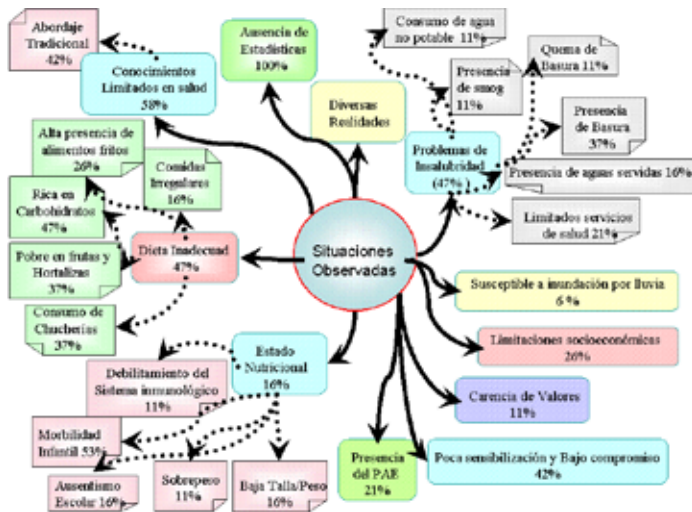 Abordaje
Tradicional
42%
Conocimientos
Limitados en salud
58%
Ausencia de
Estadísticas
100%
Diversas
Realidades
Consumo de agua
no potable 11%
Presencia
de smog
11%
Quema de
Basura 11%
Presencia
de Basura
37%
Problemas de
Insalubridad
(47%)
Presencia de aguas servidas 16%
Limitados servicios
de salud 21%
Alta presencia de
alimentos fritos
26%
Comidas
Irregulares
16%
Rica en
Carbohidratos
47%
Dieta Inadecuad
47%
Pobre en frutas y
Hortalizas
37%
Consumo de
Chucherías
37%
Situaciones
Observadas
Susceptible a inundación por lluvia
6 %
Limitaciones socioeconómicas
26%
Carencia de Valores
11%
Poca sensibilización y Bajo compromiso
42%
Presencia
del PAE
21%
Estado
Nutricional
16%
Debilitamiento del
Sistema inmunológico
11%
Morbilidad
Infantil 53%
Ausentismo
Escolar 16%
Sobrepeso
11%
Baja Talla/Peso
16%